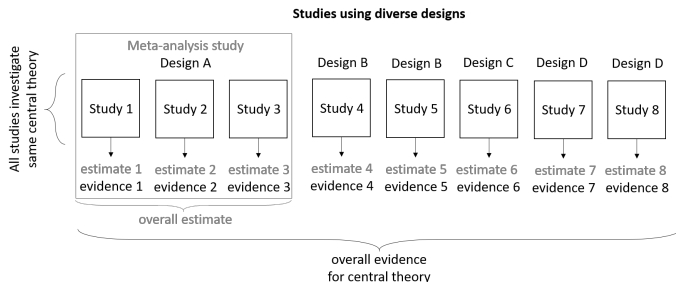 Studies using diverse designs
All studies investigate
same central theory
Meta-analysis study
Design A
Design B
Design B
Design C
Design D
Design D
Study 1
Study 2
Study 3
Study 4
Study 5
Study 6
Study 7
Study 8
estimate 1
evidence 1
estimate 2
evidence 2
estimate 3
evidence 3
estimate 4
evidence 4
estimate 5
evidence 5
estimate 6
evidence 6
estimate 7
evidence 7
estimate 8
evidence 8
overall estimate
overall evidence
for central theory